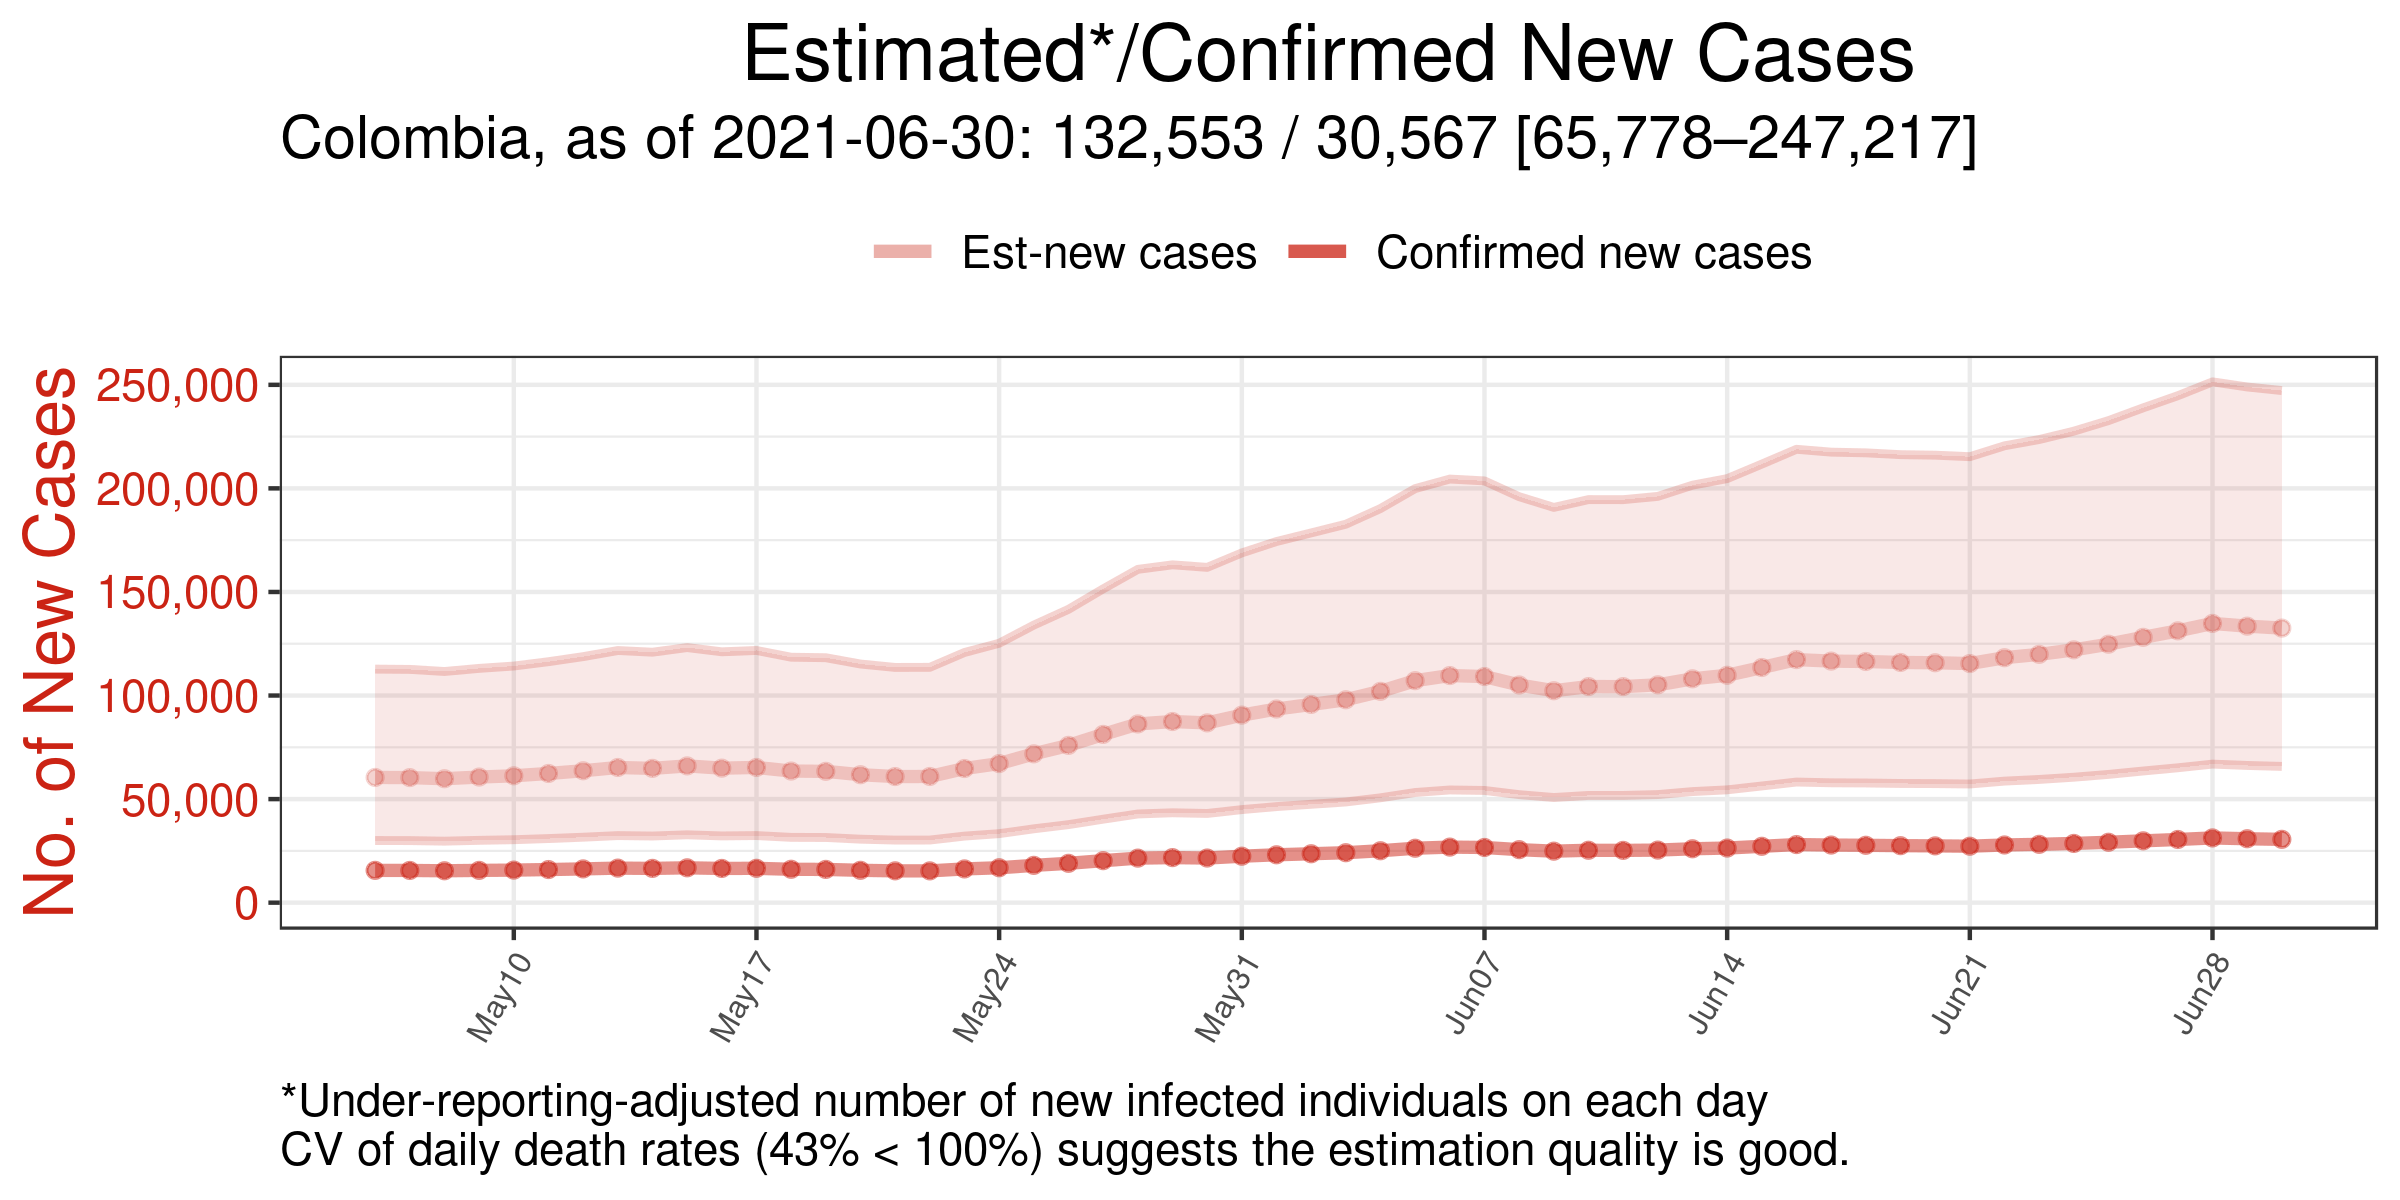 Estimated*/Confirmed New Cases
Colombia, as of 2021-06-30: 132,553 / 30,567 [65,778–247,217]
Est-new cases Confirmed new cases
No. of New Cases
250,000
200,000
150,000
100,000
50,000
0
May10 May17 May24 May31 Jun07 Jun14 Jun21 Jun28
*Under-reporting-adjusted number of new infected individuals on each day
CV of daily death rates (43% < 100%) suggests the estimation quality is good.